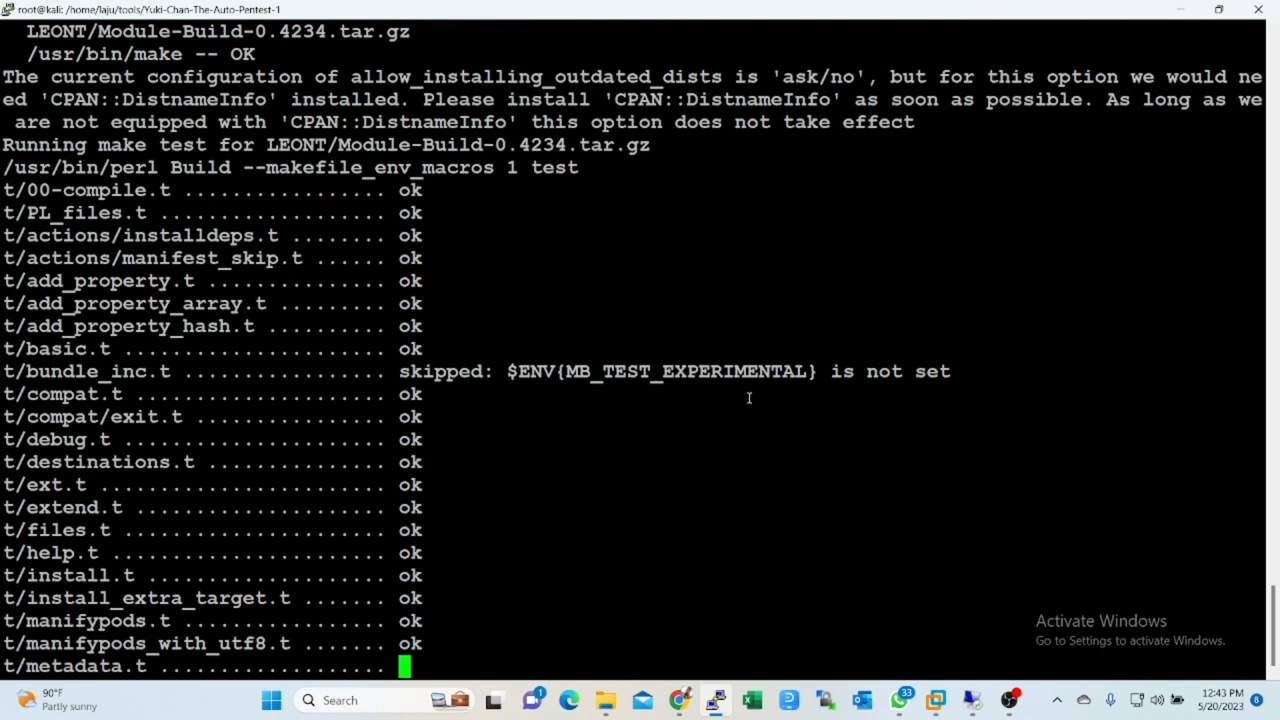 root@kali: /home/laju/tools/Yuki-Chan-The-Auto-Pentest-1
LEONT/Module-Build-0.4234.tar.gz
/usr/bin/make -- OK
The current configuration of allow_installing_outdated_dists is 'ask/no', but for this option we would ne
ed 'CPAN::DistnameInfo' installed. Please install 'CPAN::DistnameInfo' as soon as possible. As long as we
are not equipped with 'CPAN::DistnameInfo' this option does not take effect
Running make test for LEONT/Module-Build-0.4234.tar.gz
/usr/bin/perl Build --makefile_env_macros 1 test
t/00-compile.t .................. ok
t/PL_files.t .................... ok
t/actions/installdeps.t ......... ok
t/actions/manifest_skip.t ....... ok
t/add_property.t ................ ok
t/add_property_array.t .......... ok
t/add_property_hash.t ........... ok
t/basic.t ....................... ok
t/bundle_inc.t .................. skipped: $ENV{MB_TEST_EXPERIMENTAL} is not set
t/compat.t ...................... ok
t/compat/exit.t ................. ok
t/debug.t ....................... ok
t/destinations.t ................ ok
t/ext.t ......................... ok
t/extend.t ...................... ok
t/files.t ....................... ok
t/help.t ........................ ok
t/install.t ..................... ok
t/install_extra_target.t ........ ok
t/manifypods.t .................. ok
t/manifypods_with_utf8.t ........ ok
t/metadata.t ....................
Activate Windows
Go to Settings to activate Windows.
90°F
Partly sunny
Search
1
33
12:43 PM
5/20/2023
8